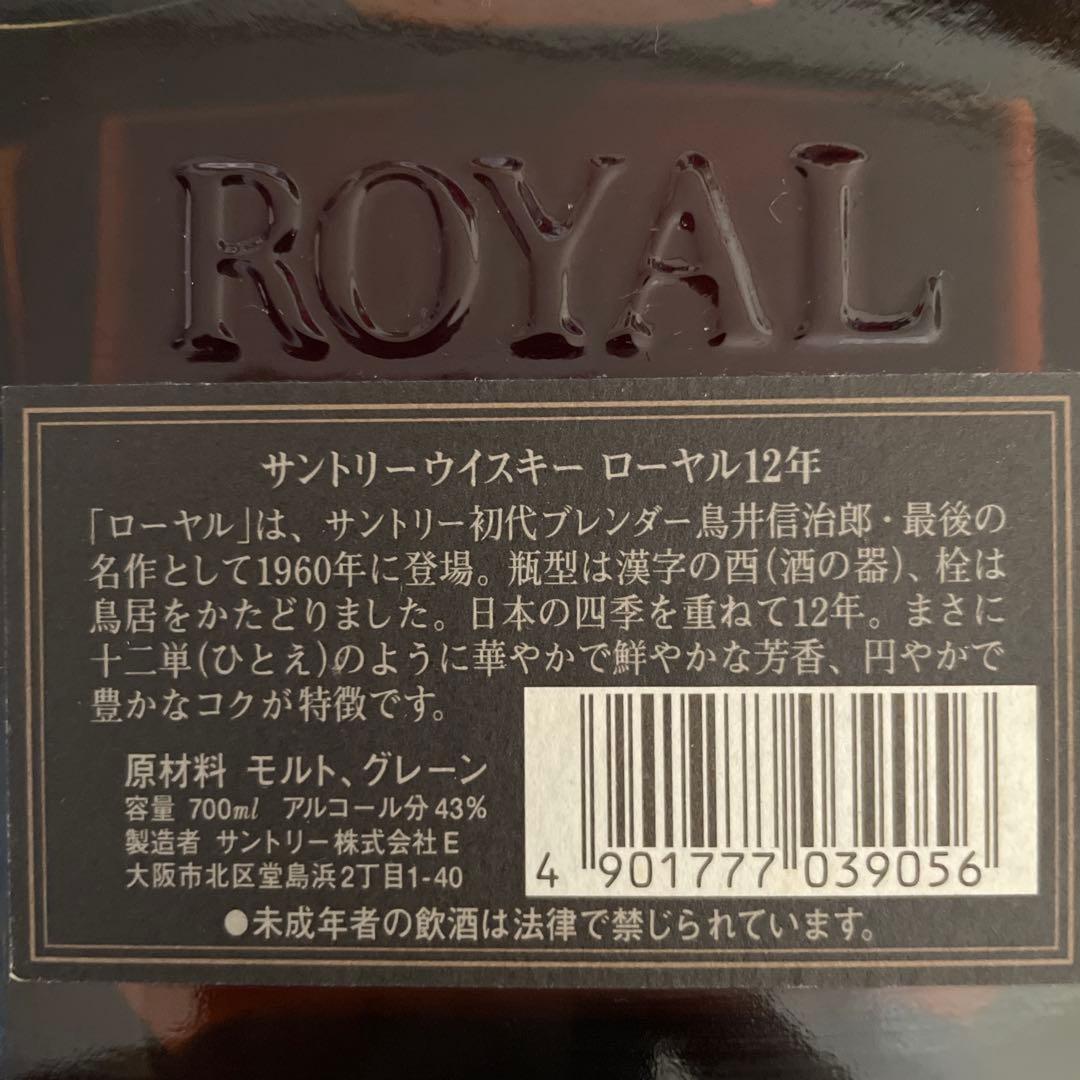 ROYAL
サントリーウイスキー ローヤル12年
「ローヤル」は、サントリー初代ブレンダー鳥井信治郎・最後の
名作として1960年に登場。瓶型は漢字の酉(酒の器)、栓は
鳥居をかたどりました。日本の四季を重ねて12年。まさに
十二単(ひとえ)のように華やかで鮮やかな芳香、円やかで
豊かなコクが特徴です。
原材料 モルト、グレーン
容量 700ml アルコール分43%
製造者 サントリー株式会社E
大阪市北区堂島浜2丁目1-40
4 901777 039056
●未成年者の飲酒は法律で禁じられています。